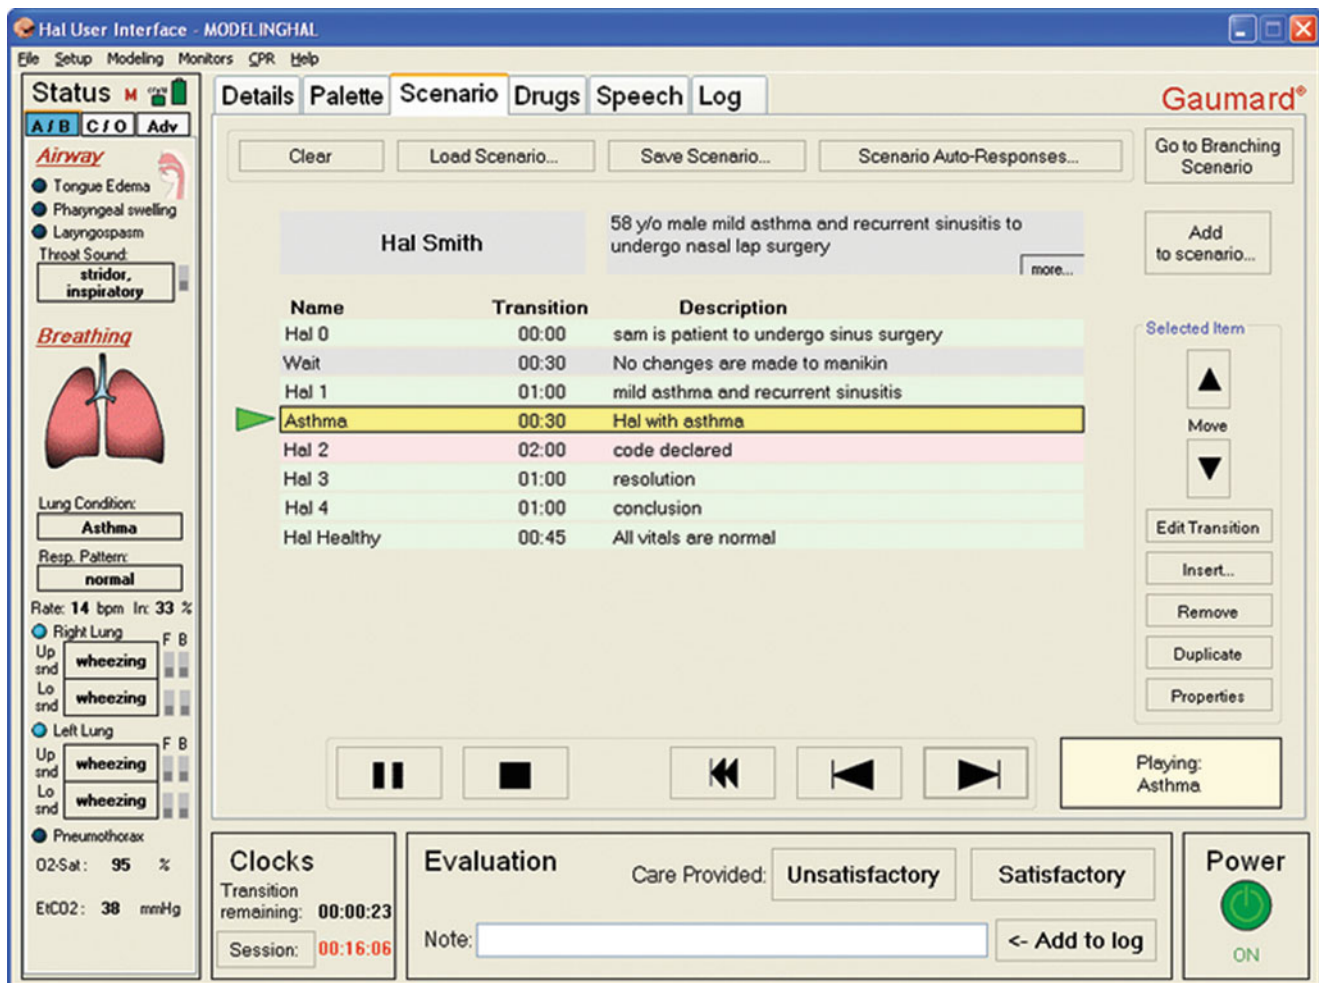 Hal User Interface - MODELINGHAL
File Setup Modeling Monitors CPR Help
Status M
A/B C/O Adv
Airway
Tongue Edema
Pharyngeal swelling
Laryngospasm
Throat Sound:
stridor,
inspiratory
Breathing
Lung Condition:
Asthma
Resp. Pattern:
normal
Rate: 14 bpm In: 33 %
Right Lung F B
Up snd wheezing
Lo snd wheezing
Left Lung F B
Up snd wheezing
Lo snd wheezing
Pneumothorax
O2-Sat: 95 %
EtCO2: 38 mmHg
Details Palette Scenario Drugs Speech Log
Gaumard®
Clear Load Scenario... Save Scenario... Scenario Auto-Responses...
Go to Branching
Scenario
Hal Smith
58 y/o male mild asthma and recurrent sinusitis to
undergo nasal lap surgery
more...
Add
to scenario...
Name Transition Description
Hal 0 00:00 sam is patient to undergo sinus surgery
Wait 00:30 No changes are made to manikin
Hal 1 01:00 mild asthma and recurrent sinusitis
Asthma 00:30 Hal with asthma
Hal 2 02:00 code declared
Hal 3 01:00 resolution
Hal 4 01:00 conclusion
Hal Healthy 00:45 All vitals are normal
Selected Item
Move
Edit Transition
Insert...
Remove
Duplicate
Properties
Playing:
Asthma
Clocks
Transition
remaining: 00:00:23
Session: 00:16:06
Evaluation
Care Provided: Unsatisfactory Satisfactory
Note: <- Add to log
Power
ON